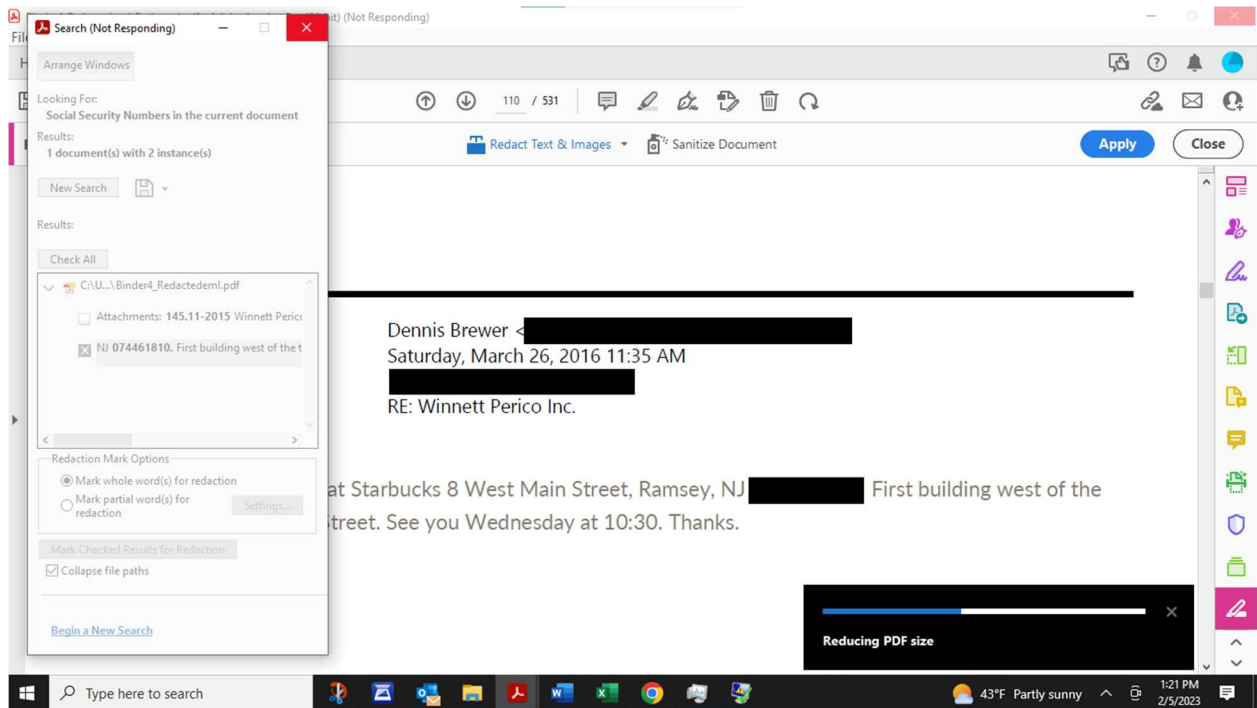 (Not Responding)
Search (Not Responding)
Arrange Windows
Looking For:
Social Security Numbers in the current document
Results:
1 document(s) with 2 instance(s)
New Search
Results:
Check All
C:\U...\Binder4_Redactedeml.pdf
Attachments: 145.11-2015 Winnett Peric
NJ 074461810. First building west of the t
Redaction Mark Options
Mark whole word(s) for redaction
Mark partial word(s) for
redaction
Settings...
Mark Checked Results for Redaction
Collapse file paths
Begin a New Search
110 / 531
Redact Text & Images
Sanitize Document
Apply
Close
Dennis Brewer <
Saturday, March 26, 2016 11:35 AM
RE: Winnett Perico Inc.
at Starbucks 8 West Main Street, Ramsey, NJ First building west of the
treet. See you Wednesday at 10:30. Thanks.
Reducing PDF size
Type here to search
43°F Partly sunny
1:21 PM
2/5/2023